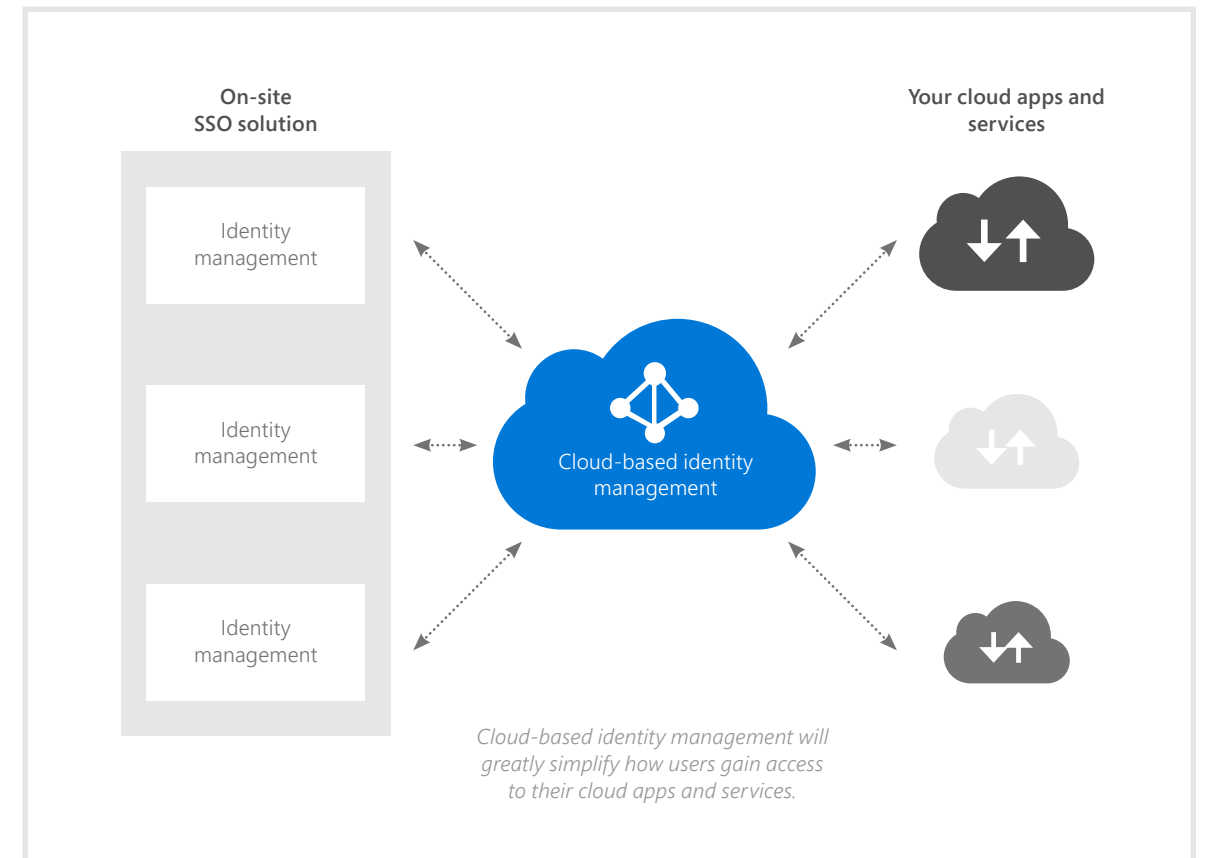 On-site
SSO solution
Your cloud apps and
services
Identity
management
Identity
management
Identity
management
Cloud-based identity
management
Cloud-based identity management will
greatly simplify how users gain access
to their cloud apps and services.